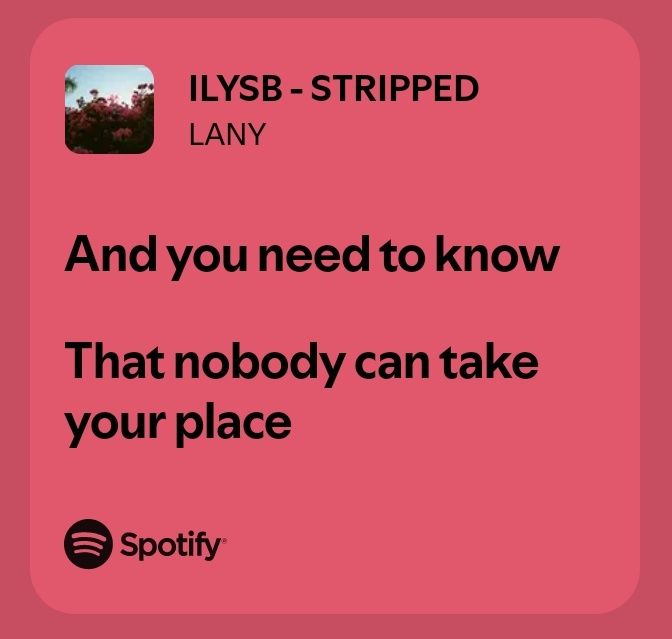 ILYSB - STRIPPED
LANY
And you need to know
That nobody can take
your place
Spotify®